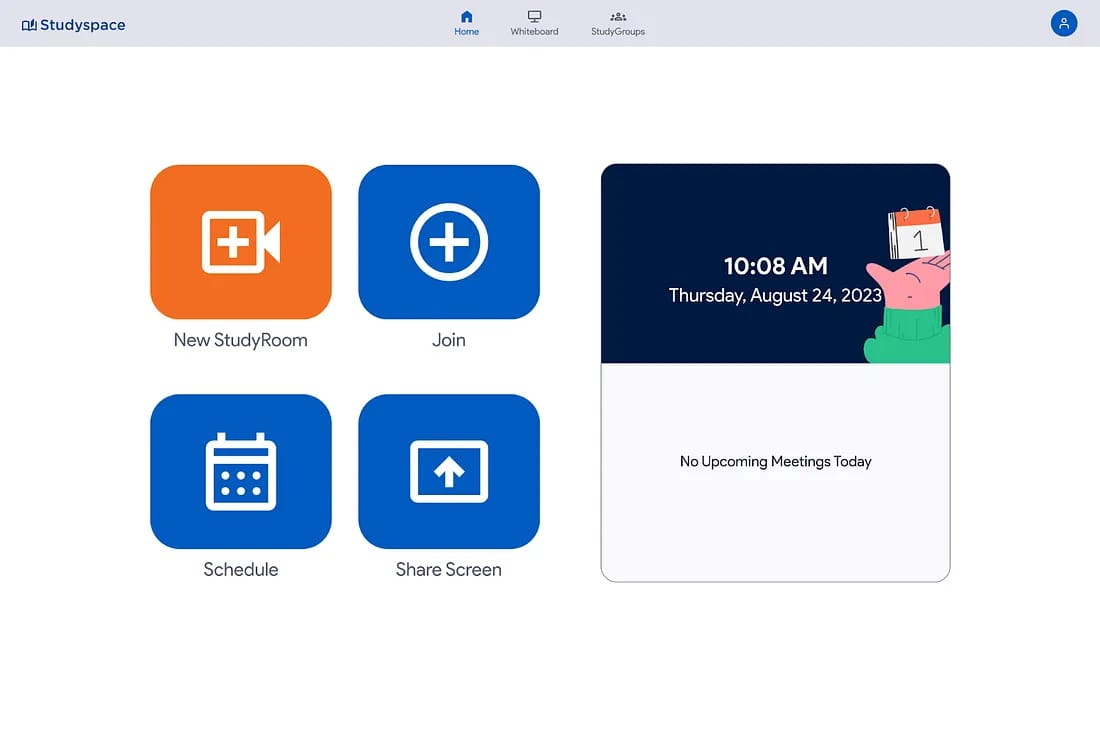 Studyspace
Home
Whiteboard
StudyGroups
New StudyRoom
Join
Schedule
Share Screen
10:08 AM
Thursday, August 24, 2023
1
No Upcoming Meetings Today